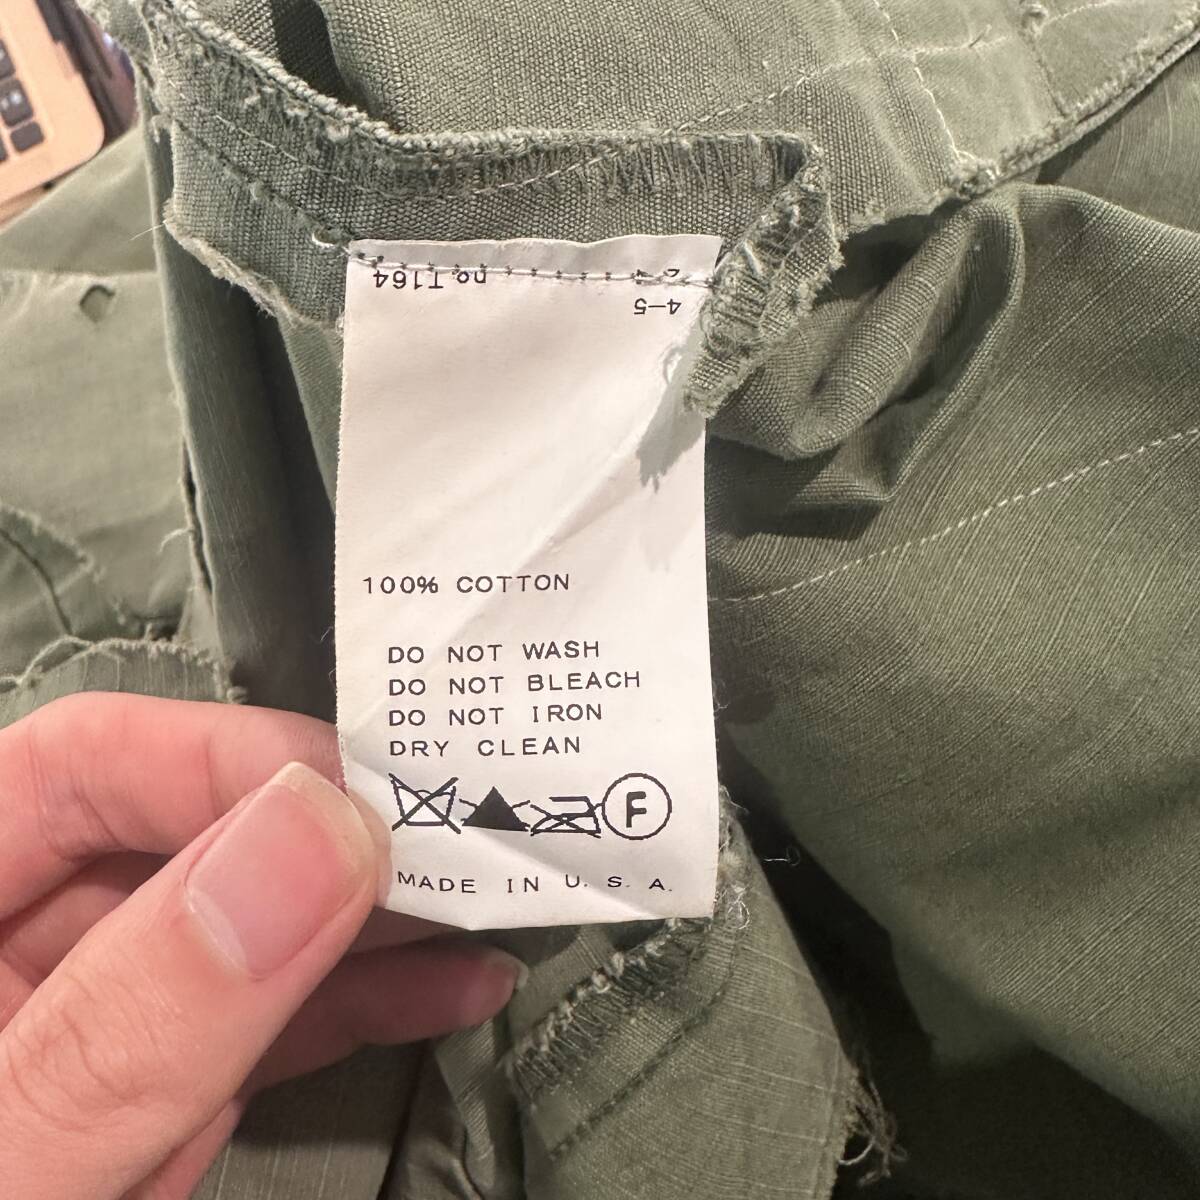 no.T164
4-5
100% COTTON
DO NOT WASH
DO NOT BLEACH
DO NOT IRON
DRY CLEAN
F
MADE IN U. S. A.